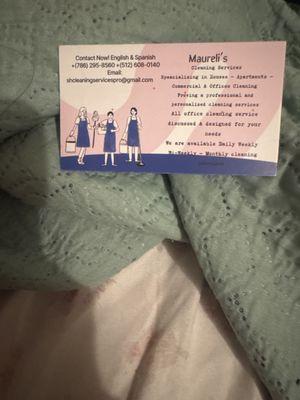 Contact Now! English & Spanish
+(786) 295-8560 +(512) 608-0140
Email:
shcleaningservicespro@gmail.com
Maureli's
Cleaning Services
Specializing in Houses - Apartments -
Commercial & Offices Cleaning
Proving a professional and
personalized cleaning services
All office cleaning service
discussed & designed for your
needs
We are available Daily Weekly
Bi-Weekly - Monthly cleaning